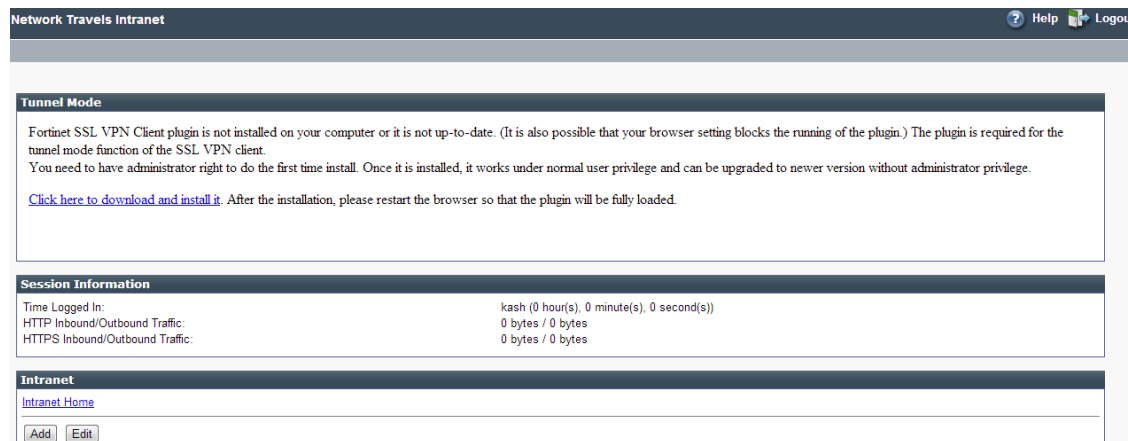 Network Travels Intranet
Help
Logou
Tunnel Mode
Fortinet SSL VPN Client plugin is not installed on your computer or it is not up-to-date. (It is also possible that your browser setting blocks the running of the plugin.) The plugin is required for the
tunnel mode function of the SSL VPN client.
You need to have administrator right to do the first time install. Once it is installed, it works under normal user privilege and can be upgraded to newer version without administrator privilege.
Click here to download and install it. After the installation, please restart the browser so that the plugin will be fully loaded.
Session Information
Time Logged In: kash (0 hour(s), 0 minute(s), 0 second(s))
HTTP Inbound/Outbound Traffic: 0 bytes / 0 bytes
HTTPS Inbound/Outbound Traffic: 0 bytes / 0 bytes
Intranet
Intranet Home
Add Edit